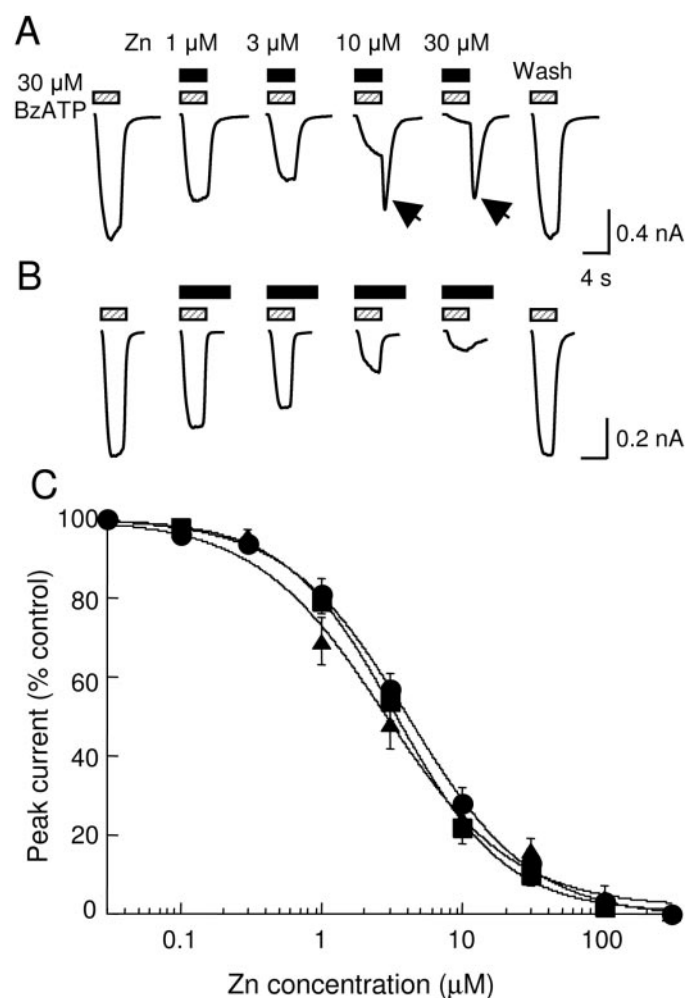 A
Zn 1 μM 3 μM 10 μM 30 μM
30 μM
BzATP
Wash
0.4 nA
4 s
B
0.2 nA
C
100
80
60
40
20
0
Peak current (% control)
0.1 1 10 100
Zn concentration (μM)